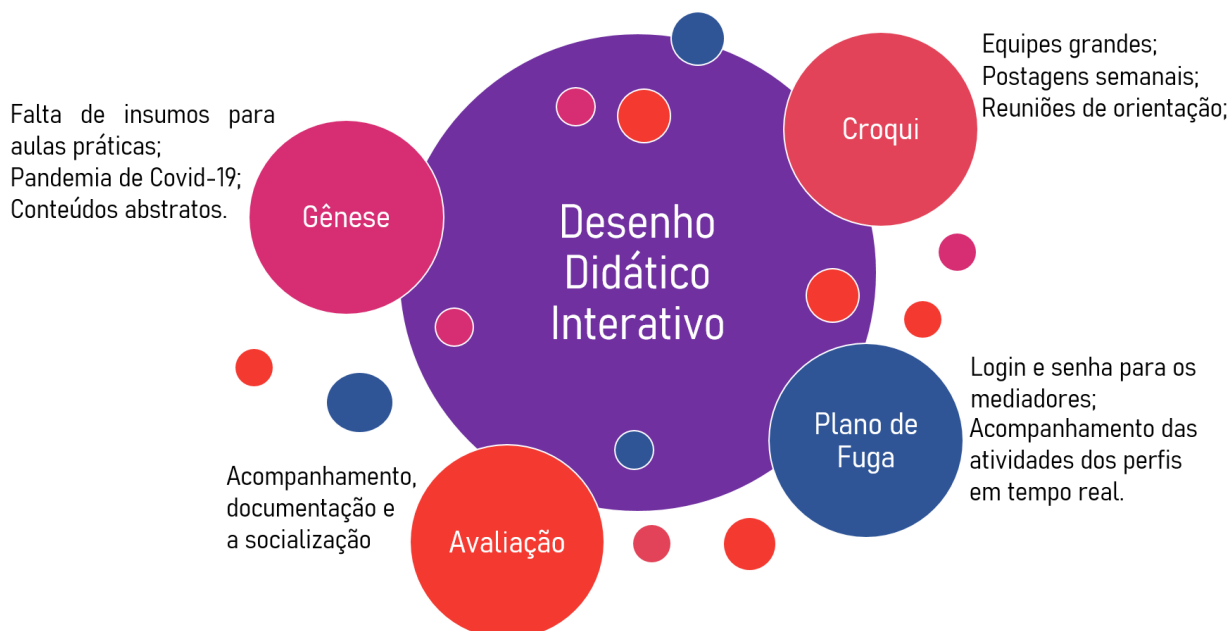 Desenho
Didático
Interativo
Gênese
Falta de insumos para
aulas práticas;
Pandemia de Covid-19;
Conteúdos abstratos.
Croqui
Equipes grandes;
Postagens semanais;
Reuniões de orientação;
Plano de
Fuga
Login e senha para os
mediadores;
Acompanhamento das
atividades dos perfis
em tempo real.
Avaliação
Acompanhamento,
documentação e
a socialização